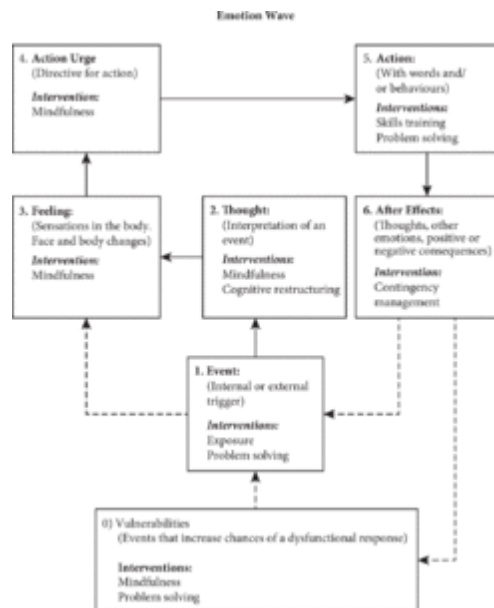 Emotion Wave
4. Action Urge
(Directive for action)
Intervention:
Mindfulness
5. Action:
(With words and/
or behaviours)
Interventions:
Skills training
Problem solving
3. Feeling:
(Sensations in the body.
Face and body changes)
Intervention:
Mindfulness
2. Thought:
(Interpretation of an
event)
Interventions:
Mindfulness
Cognitive restructuring
6. After Effects:
(Thoughts, other
emotions, positive or
negative consequences)
Intervention:
Contingency
management
1. Event:
(Internal or external
trigger)
Interventions:
Exposure
Problem solving
0) Vulnerabilities
(Events that increase chances of a dysfunctional response)
Interventions:
Mindfulness
Problem solving